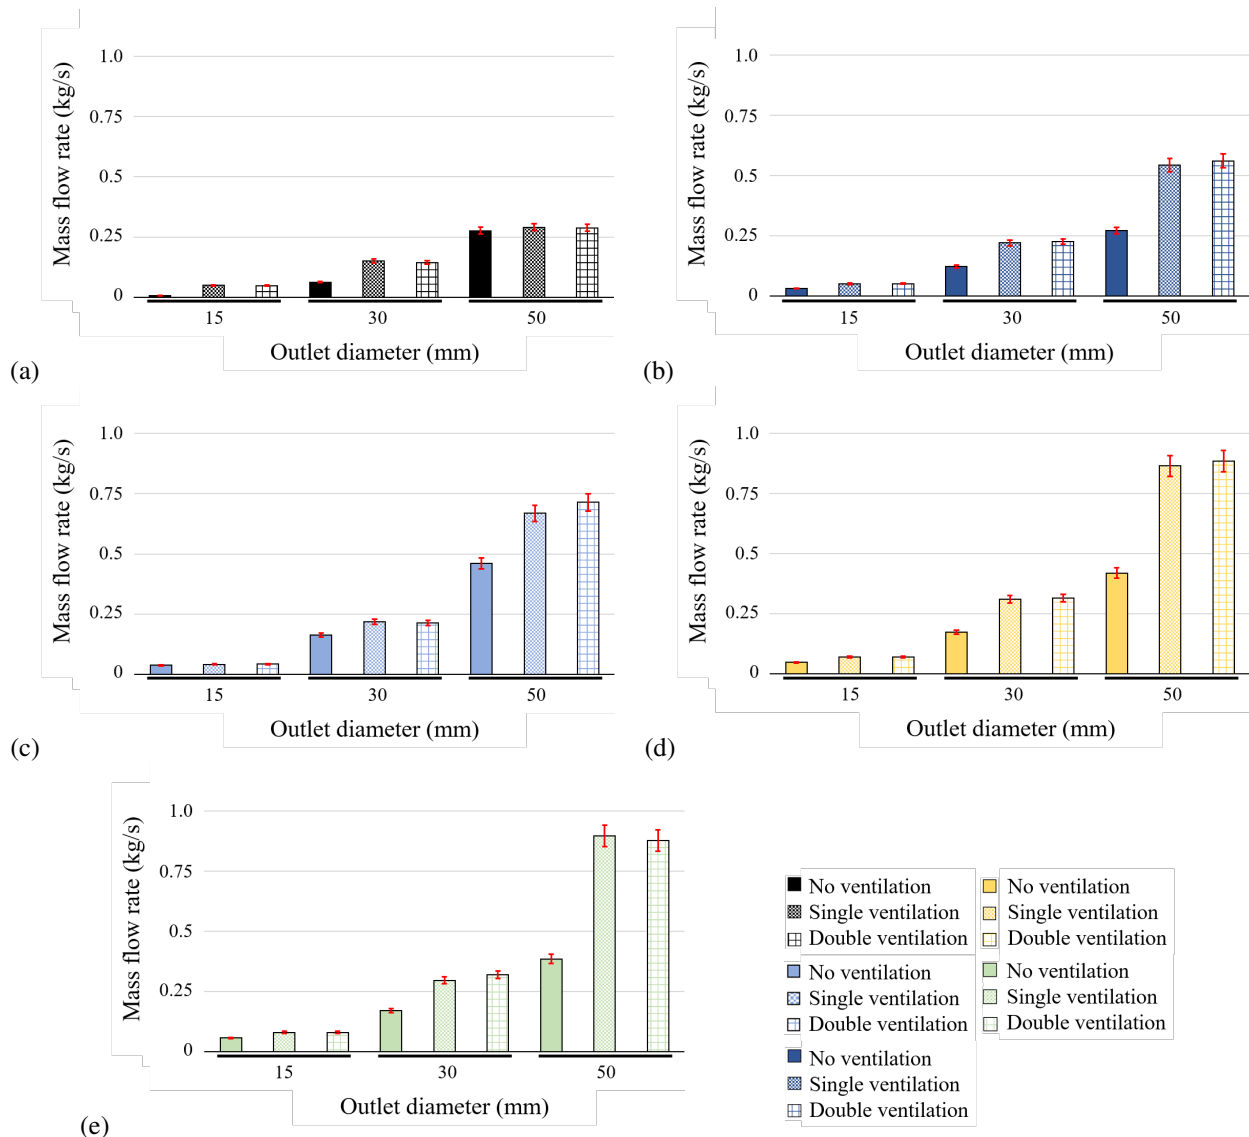 1.0
0.75
0.5
0.25
0
Mass flow rate (kg/s)
15 30 50
Outlet diameter (mm)
(a)
1.0
0.75
0.5
0.25
0
Mass flow rate (kg/s)
15 30 50
Outlet diameter (mm)
(b)
1.0
0.75
0.5
0.25
0
Mass flow rate (kg/s)
15 30 50
Outlet diameter (mm)
(c)
1.0
0.75
0.5
0.25
0
Mass flow rate (kg/s)
15 30 50
Outlet diameter (mm)
(d)
1.0
0.75
0.5
0.25
0
Mass flow rate (kg/s)
15 30 50
Outlet diameter (mm)
(e)
No ventilation
Single ventilation
Double ventilation
No ventilation
Single ventilation
Double ventilation
No ventilation
Single ventilation
Double ventilation
No ventilation
Single ventilation
Double ventilation
No ventilation
Single ventilation
Double ventilation